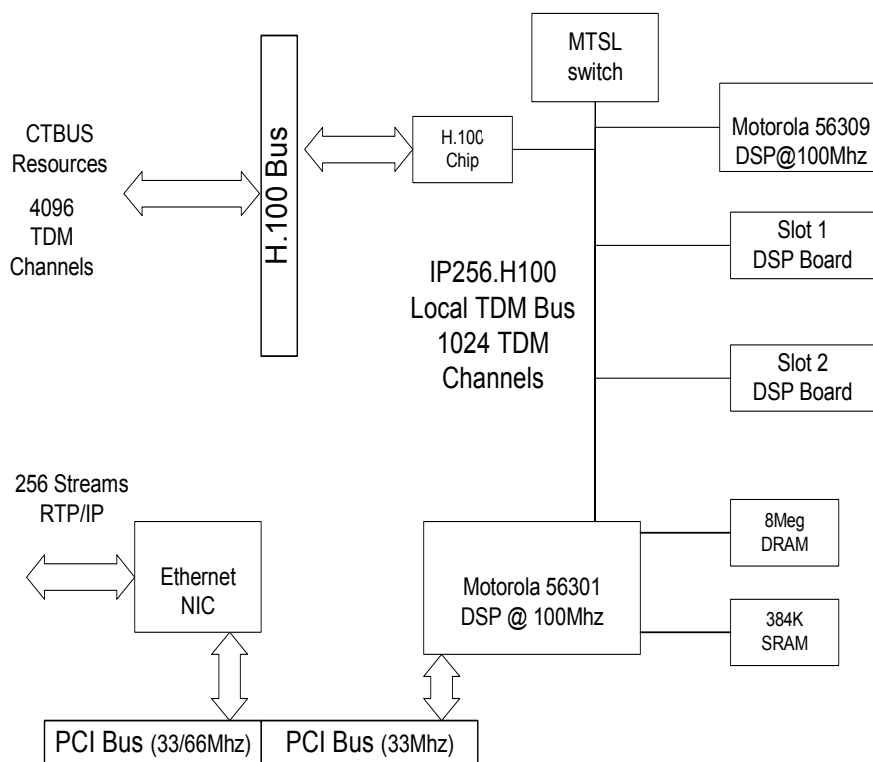 MTSL
switch
CTBUS
Resources
4096
TDM
Channels
H.100 Bus
H.100
Chip
Motorola 56309
DSP@100Mhz
Slot 1
DSP Board
IP256.H100
Local TDM Bus
1024 TDM
Channels
Slot 2
DSP Board
256 Streams
RTP/IP
Ethernet
NIC
Motorola 56301
DSP @ 100Mhz
8Meg
DRAM
384K
SRAM
PCI Bus (33/66Mhz)
PCI Bus (33Mhz)